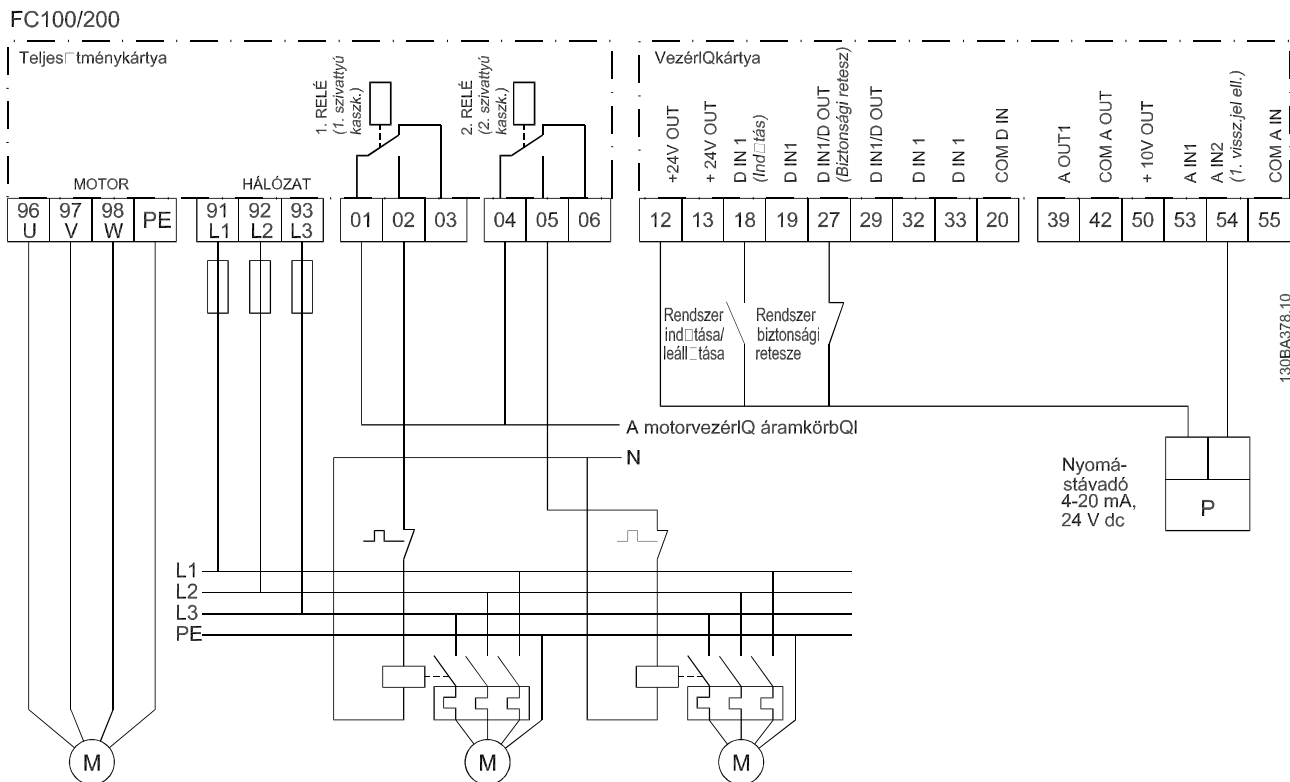 FC100/200
Teljes□tménykártya
1. RELÉ
(1. szivattyú
kaszk.)
2. RELÉ
(2. szivattyú
kaszk.)
MOTOR
HÁLÓZAT
96 97 98 PE
U V W
91 92 93
L1 L2 L3
01 02 03
04 05 06
VezérlQkártya
+24V OUT
+ 24V OUT
D IN 1
(Ind□tás)
D IN1
D IN1/D OUT
(Biztonsági retesz)
D IN1/D OUT
D IN 1
D IN 1
COM D IN
A OUT1
COM A OUT
+ 10V OUT
A IN1
A IN2
(1. vissz.jel ell.)
COM A IN
12 13 18 19 27 29 32 33 20
39 42 50 53 54 55
Rendszer
ind□tása/
leáll□tása
Rendszer
biztonsági
retesze
130BA378.10
A motorvezérlQ áramkörbQl
N
Nyomá-
stávadó
4-20 mA,
24 V dc
P
L1
L2
L3
PE
M
M
M